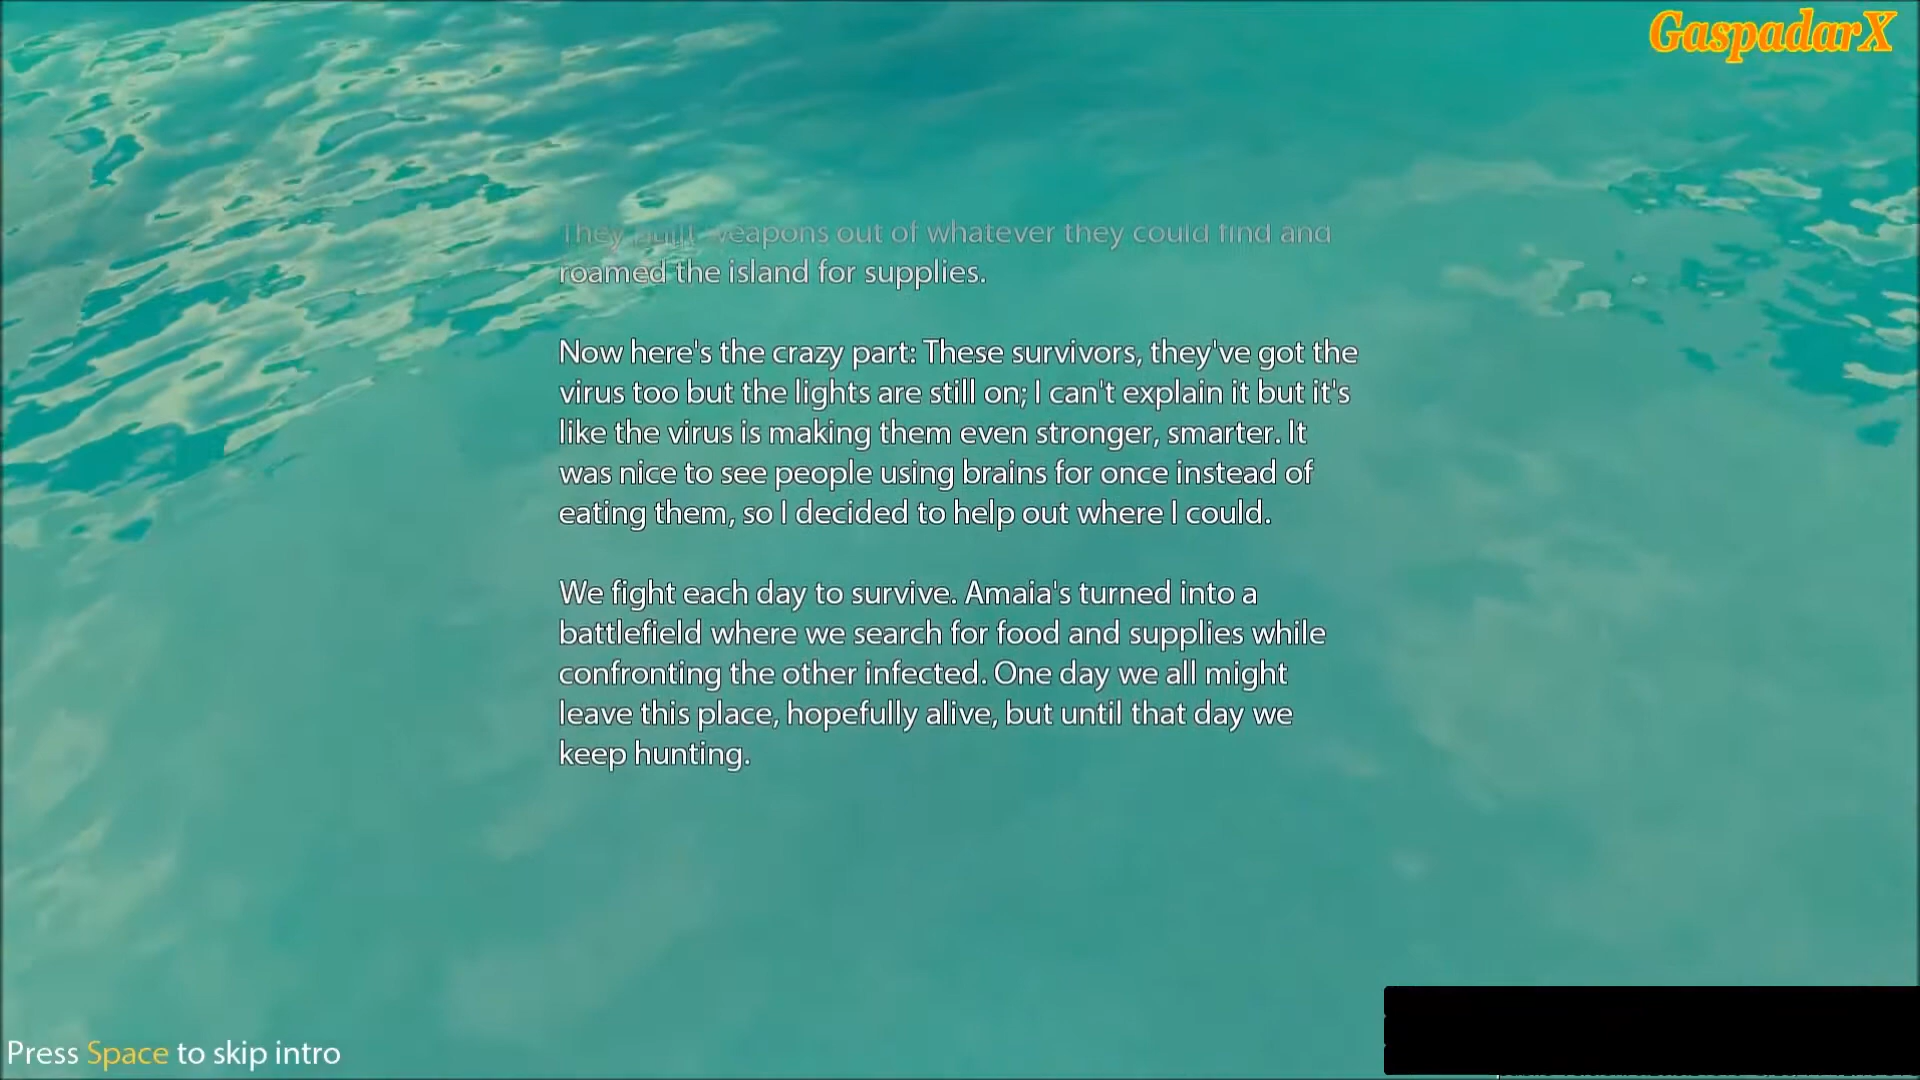 GaspadarX
They built weapons out of whatever they could find and
roamed the island for supplies.
Now here's the crazy part: These survivors, they've got the
virus too but the lights are still on; I can't explain it but it's
like the virus is making them even stronger, smarter. It
was nice to see people using brains for once instead of
eating them, so I decided to help out where I could.
We fight each day to survive. Amaia's turned into a
battlefield where we search for food and supplies while
confronting the other infected. One day we all might
leave this place, hopefully alive, but until that day we
keep hunting.
Press Space to skip intro